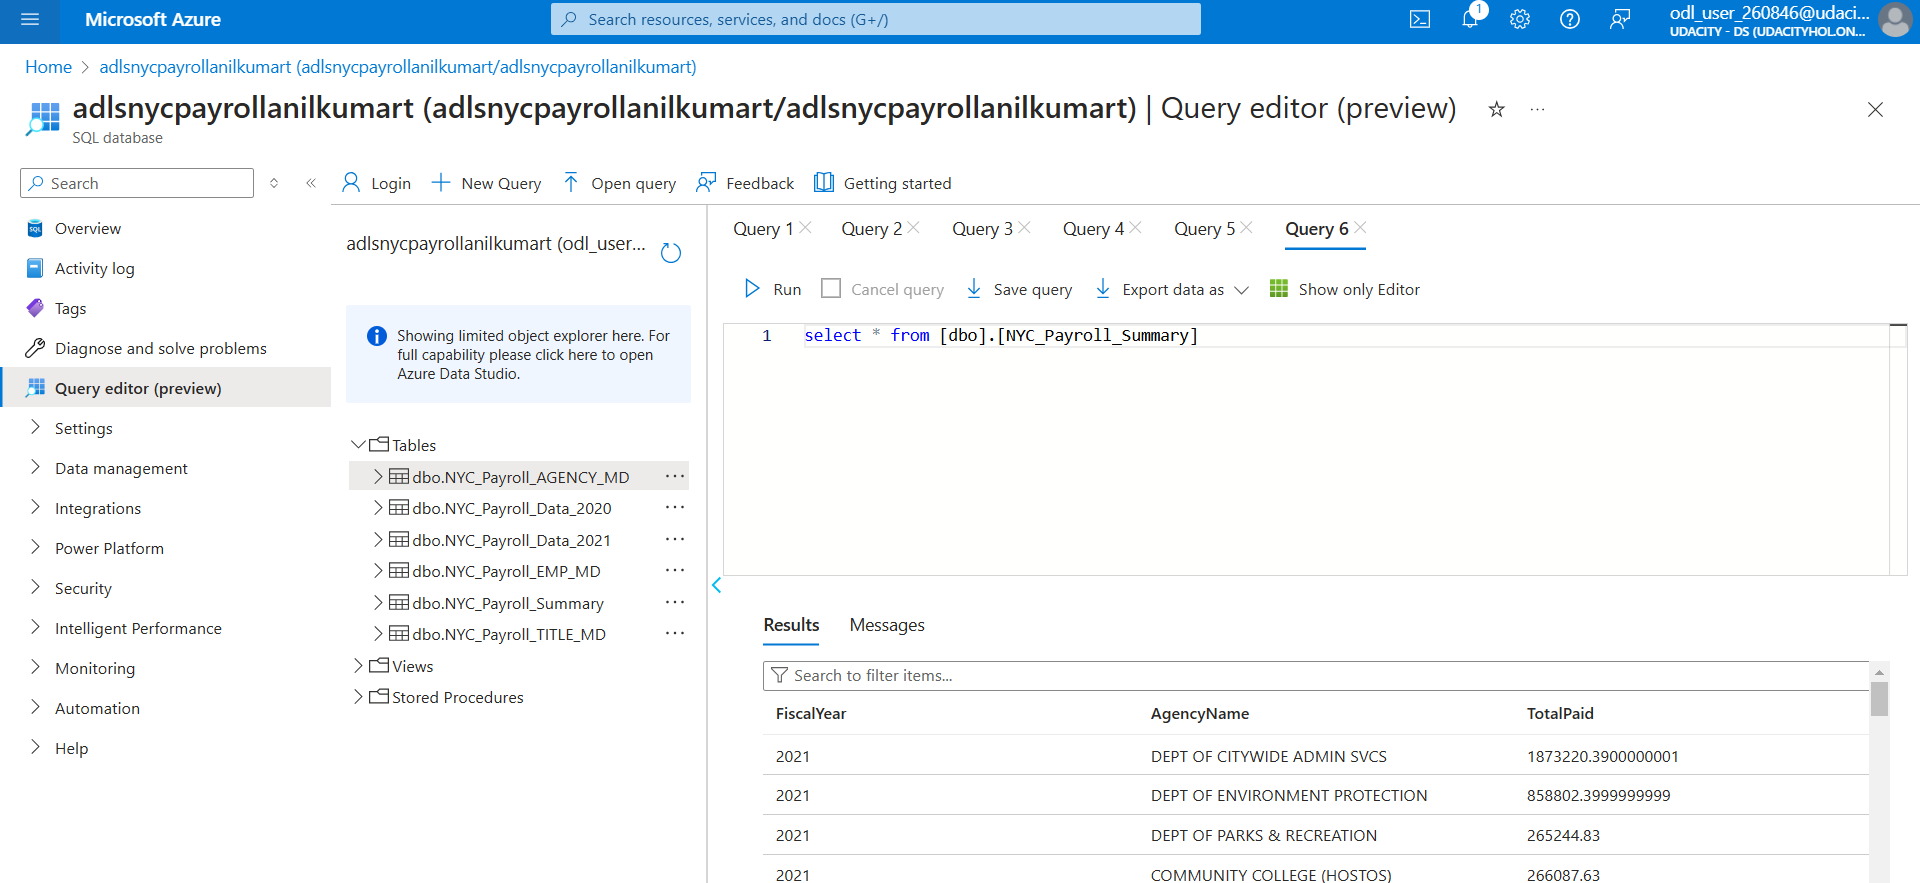 Microsoft Azure
Search resources, services, and docs (G+/)
1
odl_user_260846@udaci...
UDACITY - DS (UDACITYHOL.ON...
Home > adlsnycpayrollanilkumart (adlsnycpayrollanilkumart/adlsnycpayrollanilkumart)
adlsnycpayrollanilkumart (adlsnycpayrollanilkumart/adlsnycpayrollanilkumart) | Query editor (preview)
SQL database
Search
Login
New Query
Open query
Feedback
Getting started
Overview
Activity log
Tags
Diagnose and solve problems
Query editor (preview)
Settings
Data management
Integrations
Power Platform
Security
Intelligent Performance
Monitoring
Automation
Help
adlsnycpayrollanilkumart (odl_user...
Showing limited object explorer here. For
full capability please click here to open
Azure Data Studio.
Tables
dbo.NYC_Payroll_AGENCY_MD
dbo.NYC_Payroll_Data_2020
dbo.NYC_Payroll_Data_2021
dbo.NYC_Payroll_EMP_MD
dbo.NYC_Payroll_Summary
dbo.NYC_Payroll_TITLE_MD
Views
Stored Procedures
Query 1
Query 2
Query 3
Query 4
Query 5
Query 6
Run
Cancel query
Save query
Export data as
Show only Editor
1 select * from [dbo].[NYC_Payroll_Summary]
Results
Messages
Search to filter items...
FiscalYear AgencyName TotalPaid
2021 DEPT OF CITYWIDE ADMIN SVCS 1873220.3900000001
2021 DEPT OF ENVIRONMENT PROTECTION 858802.3999999999
2021 DEPT OF PARKS & RECREATION 265244.83
2021 COMMUNITY COLLEGE (HOSTOS) 266087.63